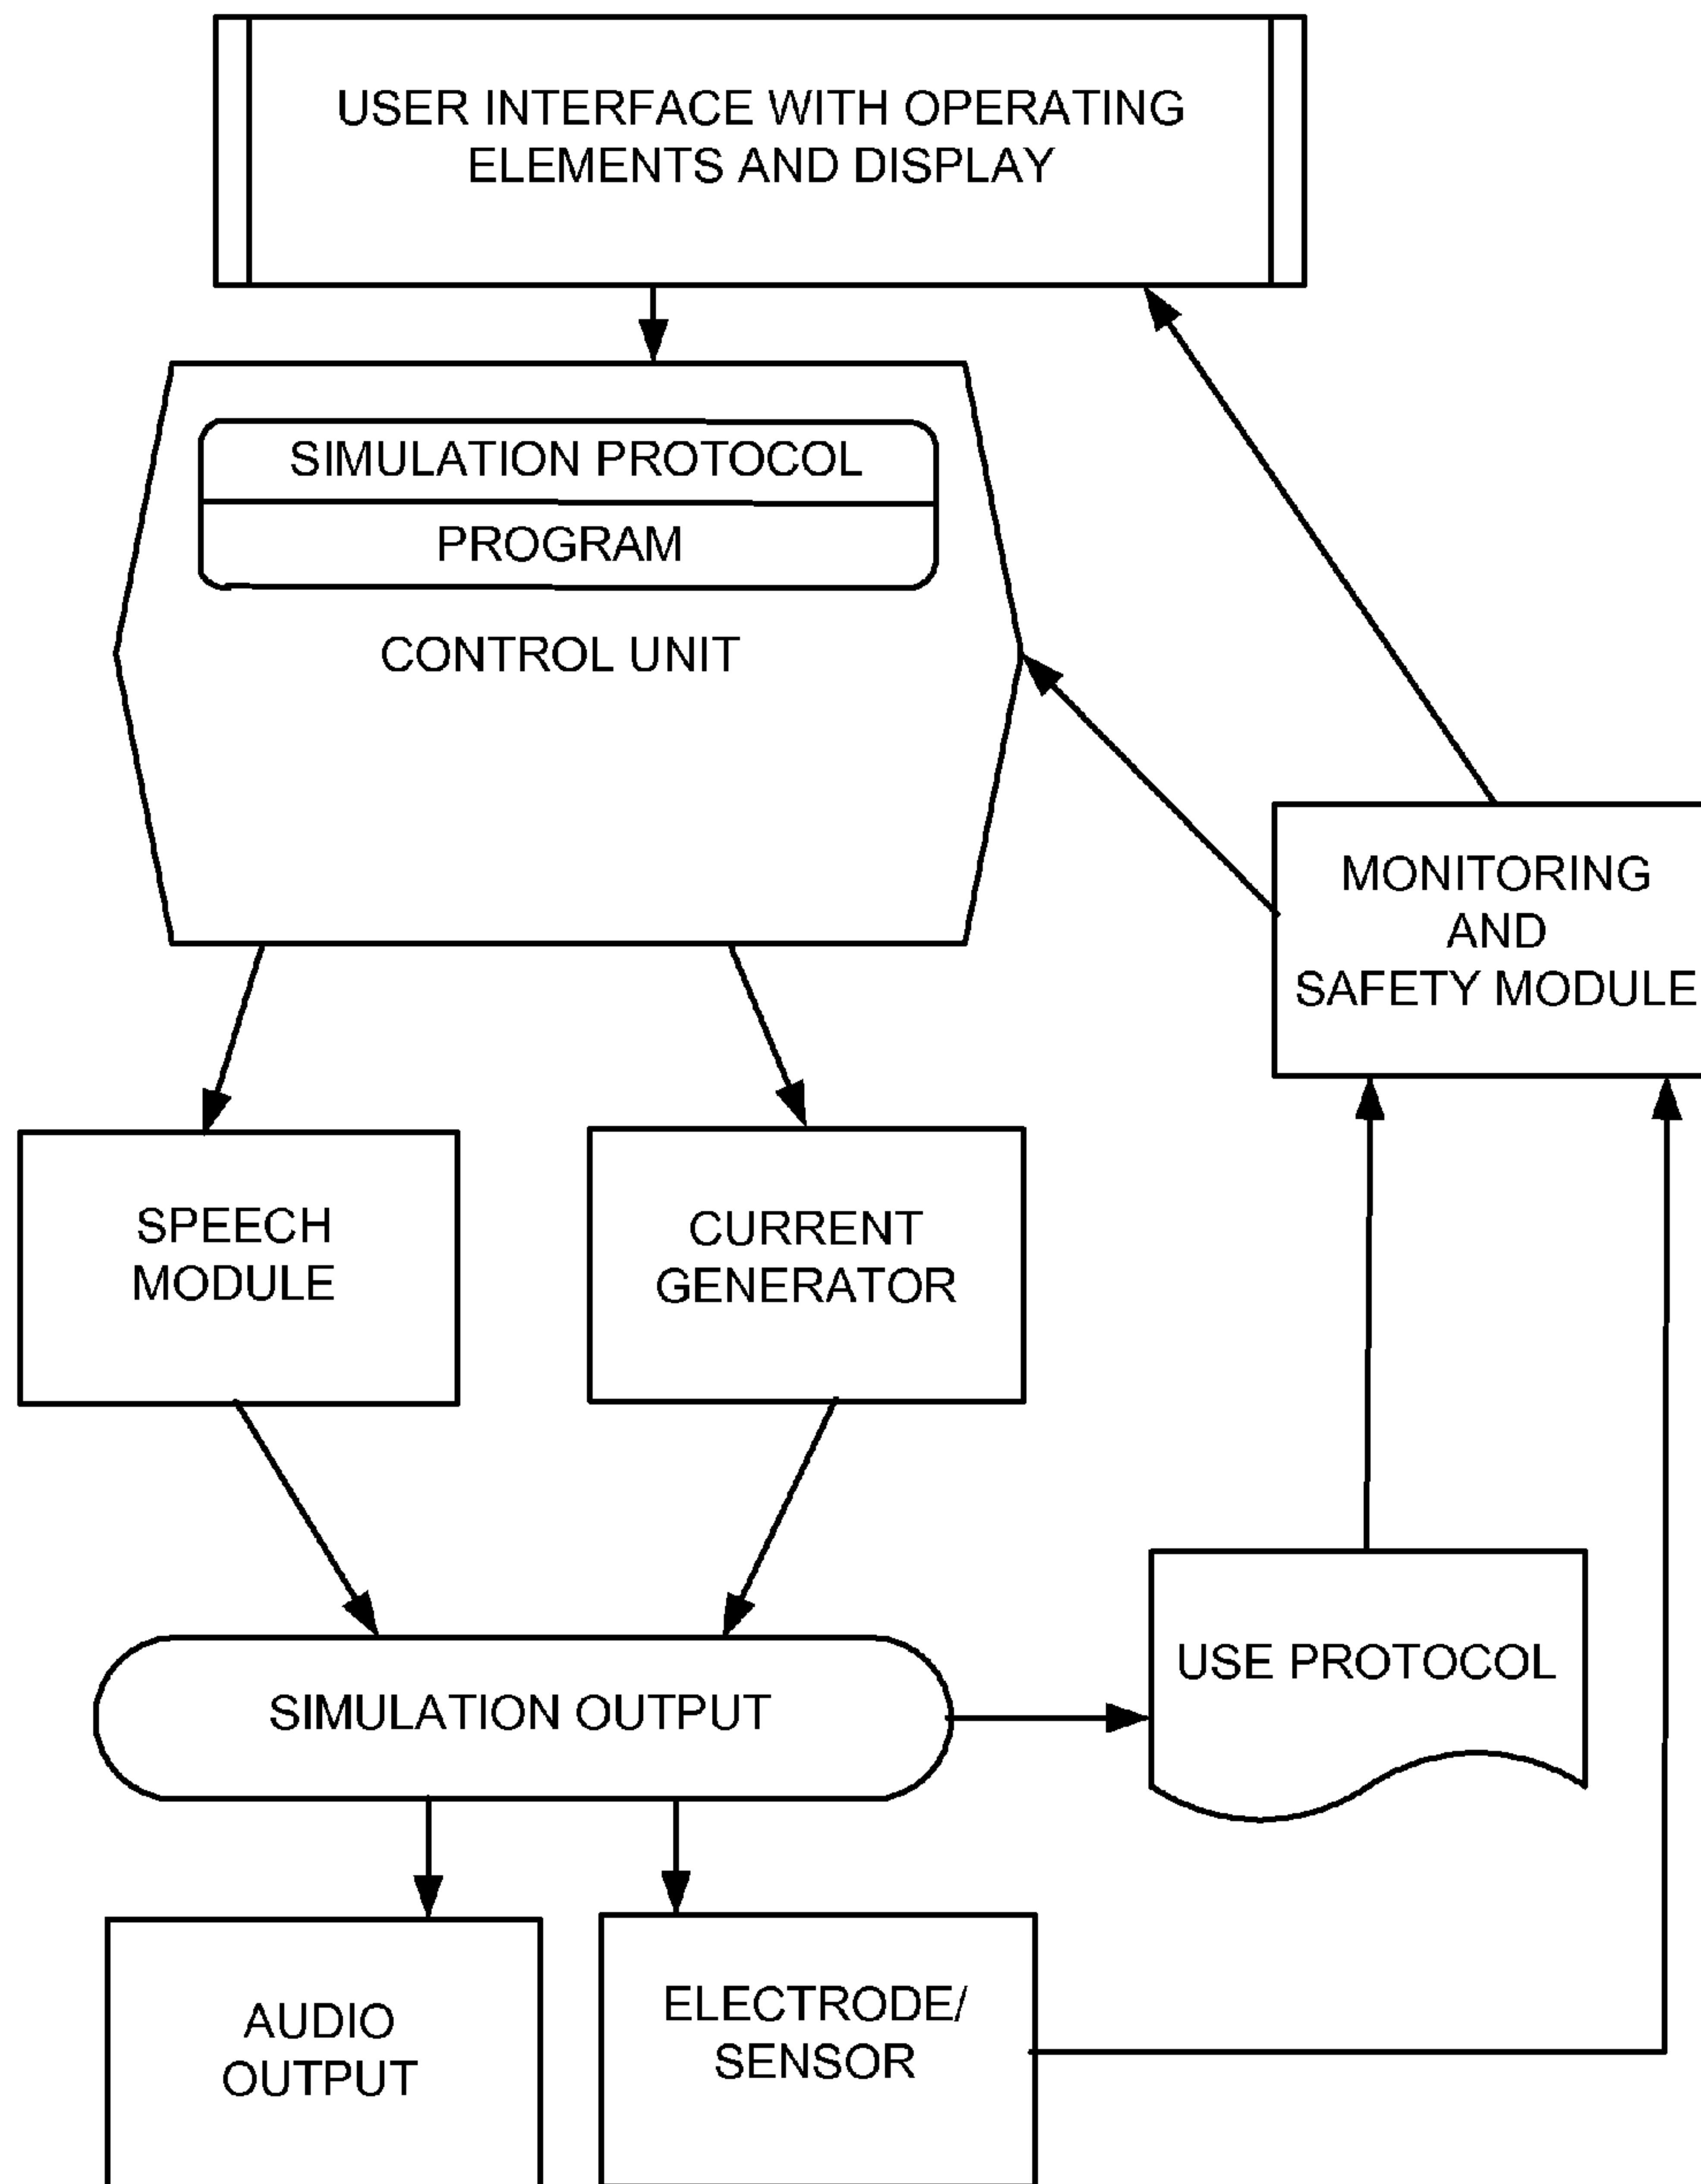 USER INTERFACE WITH OPERATING
ELEMENTS AND DISPLAY
SIMULATION PROTOCOL
PROGRAM
CONTROL UNIT
MONITORING
AND
SAFETY MODULE
SPEECH
MODULE
CURRENT
GENERATOR
SIMULATION OUTPUT
USE PROTOCOL
AUDIO
OUTPUT
ELECTRODE/
SENSOR